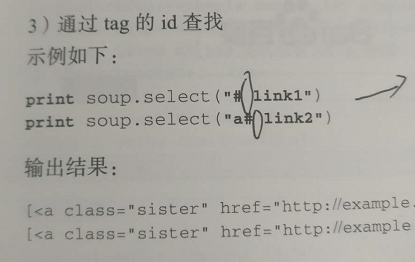 3）通过 tag 的 id 查找
示例如下：
print soup.select("# link1")
print soup.select("a# link2")
输出结果：
[<a class="sister" href="http://example.
[<a class="sister" href="http://example